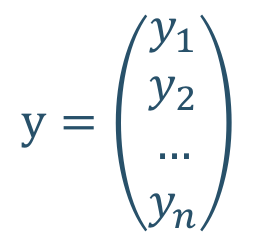 y = (y₁
y₂
...
yₙ)